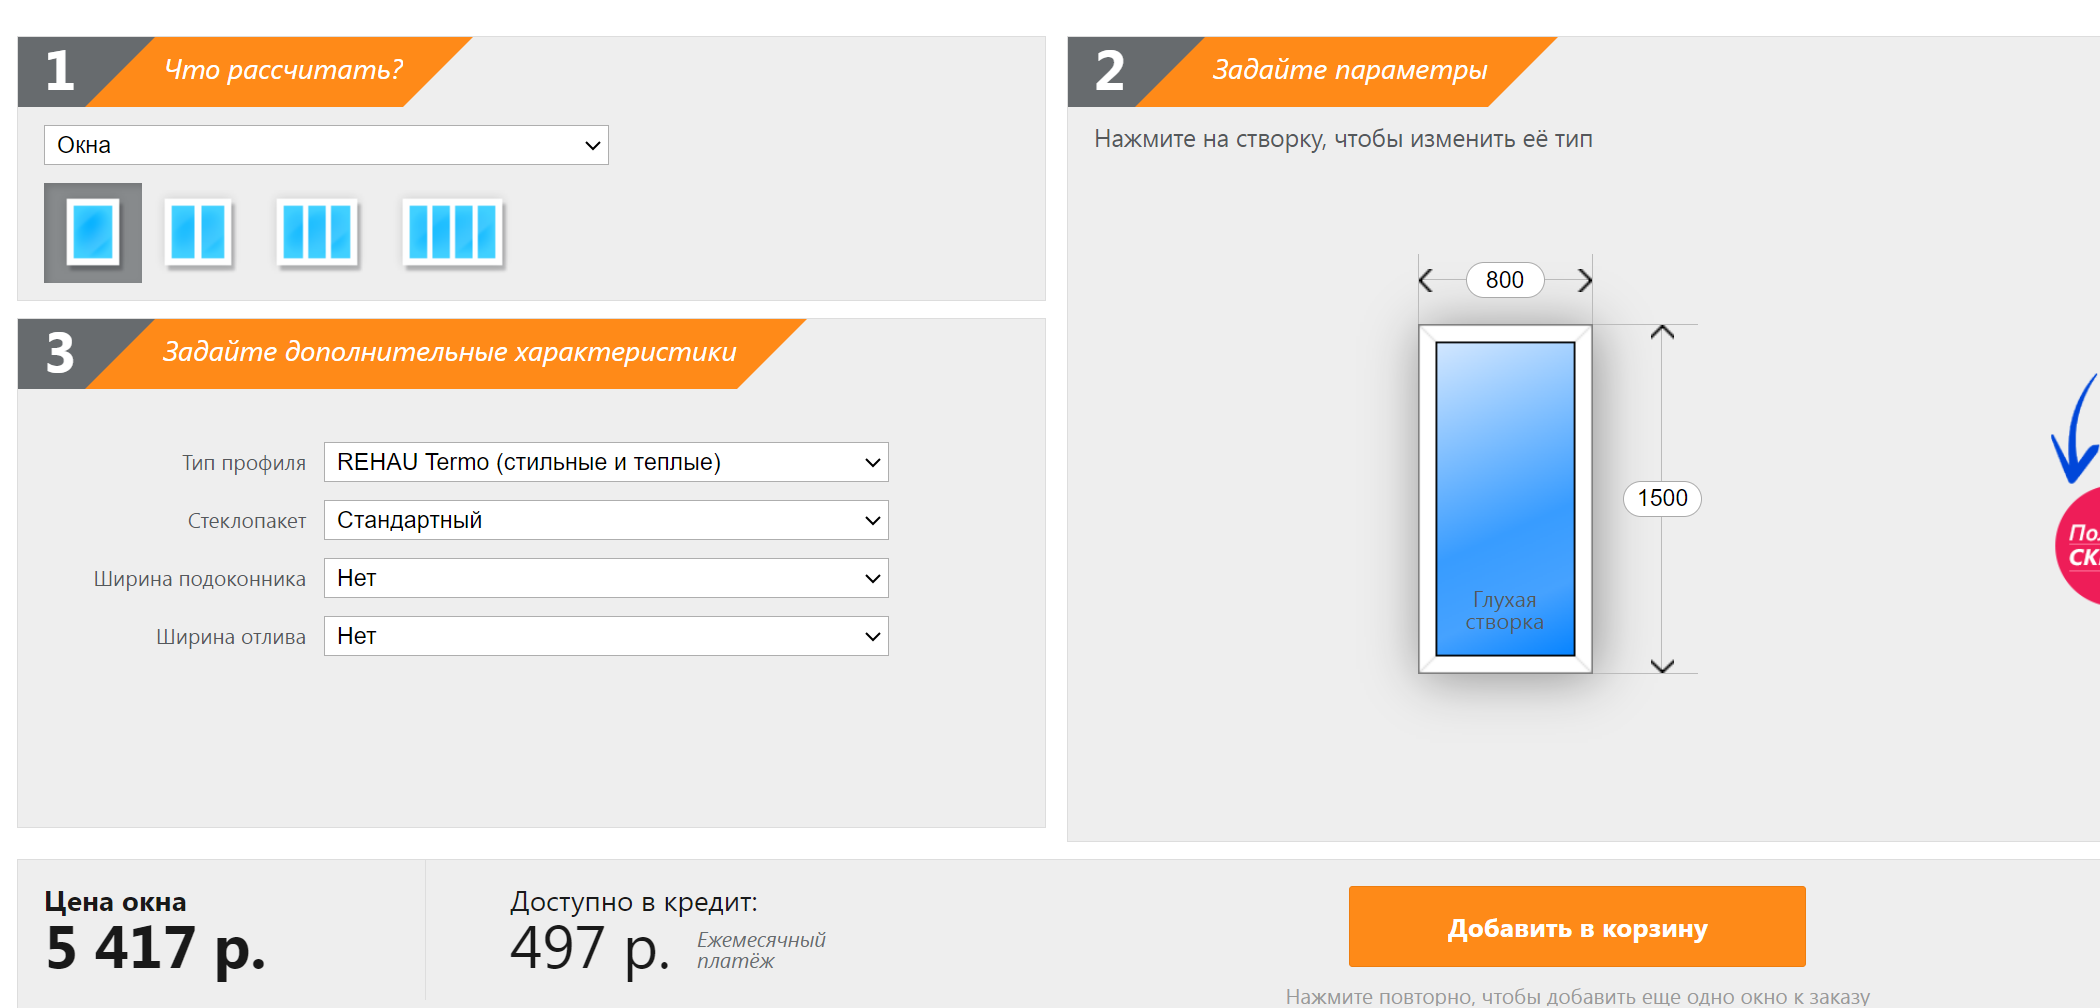 1 Что рассчитать?
Окна
2 Задайте параметры
Нажмите на створку, чтобы изменить её тип
800
1500
Глухая
створка
3 Задайте дополнительные характеристики
Тип профиля REHAU Termo (стильные и теплые)
Стеклопакет Стандартный
Ширина подоконника Нет
Ширина отлива Нет
Цена окна
5 417 р.
Доступно в кредит:
497 р. Ежемесячный
платёж
Добавить в корзину
Нажмите повторно, чтобы добавить еще одно окно к заказу